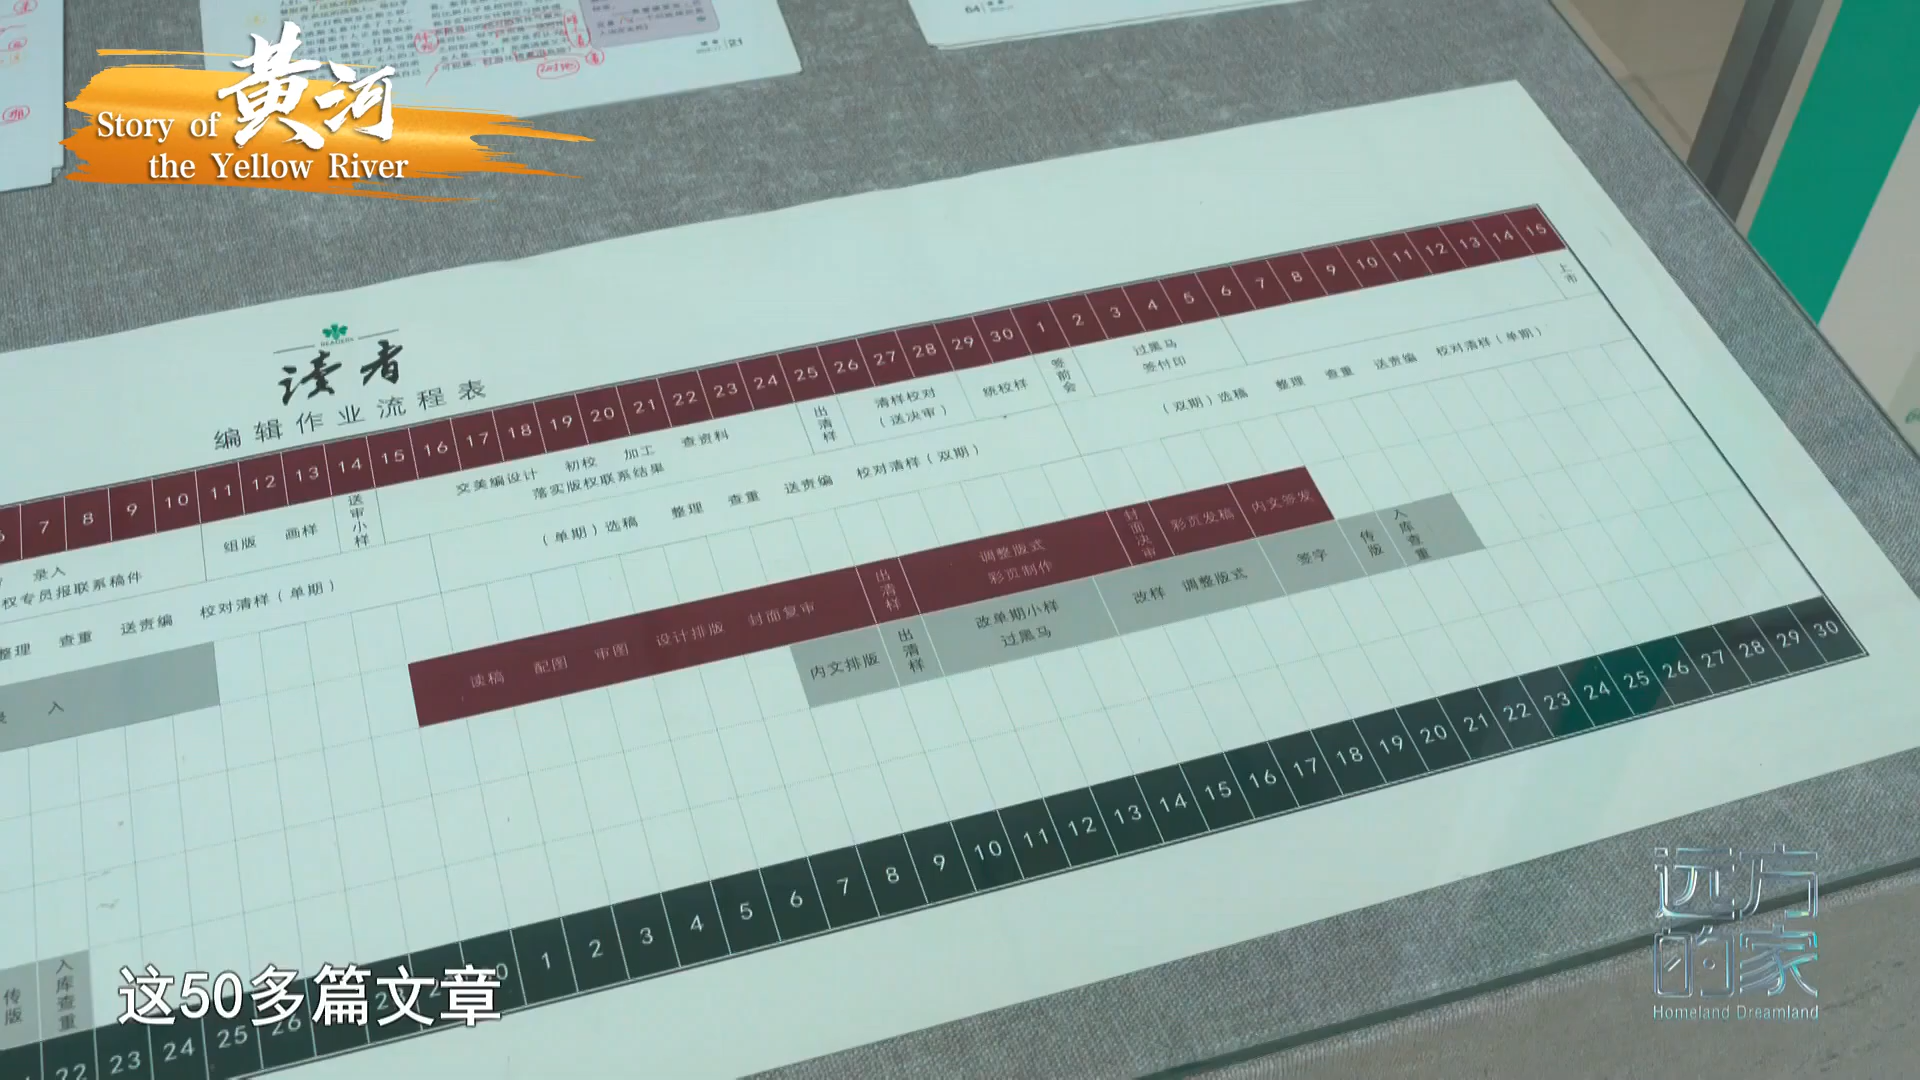 黄河
Story of
the Yellow River
21
64
READERS
读者
编辑作业流程表
7 8 9 10 11 12 13 14 15 16 17 18 19 20 21 22 23 24 25 26 27 28 29 30 1 2 3 4 5 6 7 8 9 10 11 12 13 14 15
录入
权专员报联系稿件
组版 画样
送审小样
交美编设计 初校 加工 查资料
落实版权联系结果
出清样
清样校对
（送决审）
统校样
签前会
过黑马
签付印
上市
整理 查重 送责编 校对清样（单期）
（单期）选稿 整理 查重 送责编 校对清样（双期）
（双期）选稿 整理 查重 送责编 校对清样（单期）
读稿 配图 审图 设计排版 封面复审
出清样
调整版式
彩页制作
封面决审
彩页发稿
内文签发
入
内文排版
出清样
改单期小样
过黑马
改样 调整版式
签字
传版
入库查重
传版
入库查重
22 23 24 25 26
1 2 3 4 5 6 7 8 9 10 11 12 13 14 15 16 17 18 19 20 21 22 23 24 25 26 27 28 29 30
这50多篇文章
远方的家
Homeland Dreamland